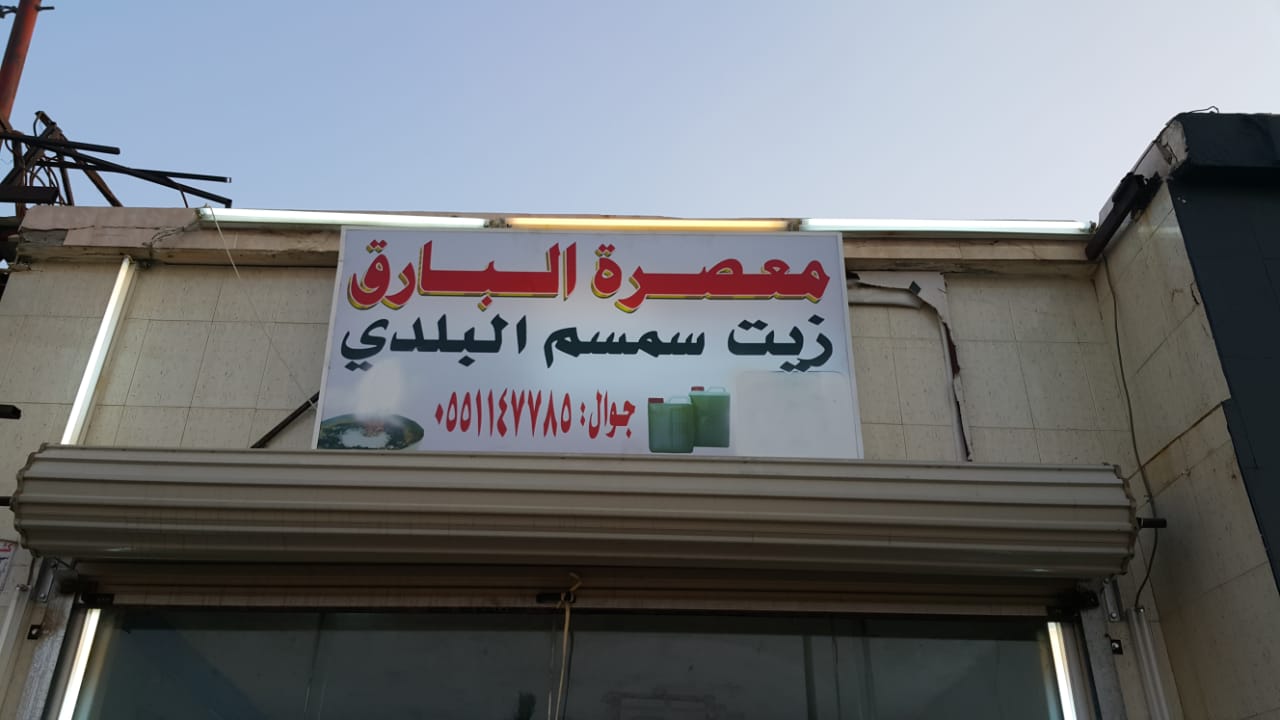 معصرة البارق
زيت سمسم البلدي
جوال: ٠٥٥١١٤٧٧٨٥